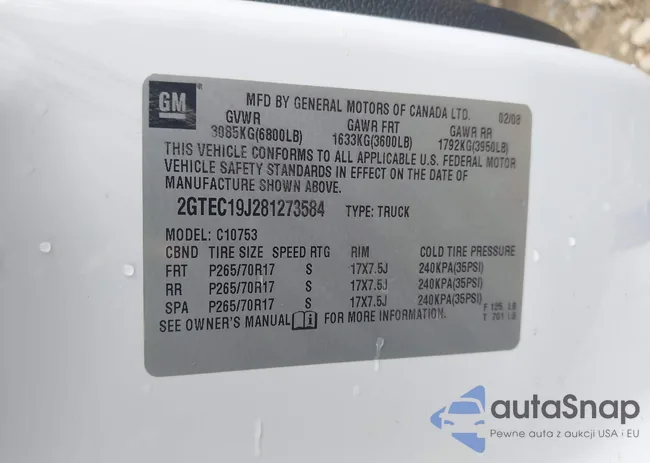 GM
MFD BY GENERAL MOTORS OF CANADA LTD. 02/08
GVWR GAWR FRT GAWR RR
3085KG(6800LB) 1633KG(3600LB) 1792KG(3950LB)
THIS VEHICLE CONFORMS TO ALL APPLICABLE U.S. FEDERAL MOTOR
VEHICLE SAFETY STANDARDS IN EFFECT ON THE DATE OF
MANUFACTURE SHOWN ABOVE.
2GTEC19J281273584 TYPE: TRUCK
MODEL: C10753
CBND TIRE SIZE SPEED RTG RIM COLD TIRE PRESSURE
FRT P265/70R17 S 17X7.5J 240KPA(35PSI)
RR P265/70R17 S 17X7.5J 240KPA(35PSI)
SPA P265/70R17 S 17X7.5J 240KPA(35PSI)
SEE OWNER'S MANUAL i FOR MORE INFORMATION.
F 125 LB
T 701 LB
autaSnap
Pewne auta z aukcji USA i EU